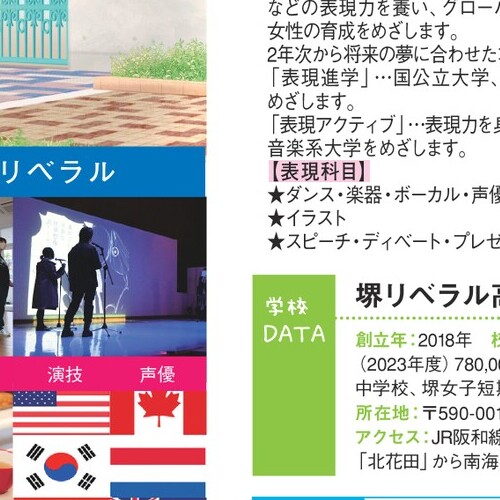 などの表現力を養い、グロー
女性の育成をめざします。
2年次から将来の夢に合わせた
「表現進学」…国公立大学、
めざします。
「表現アクティブ」…表現力を
音楽系大学をめざします。
【表現科目】
★ダンス・楽器・ボーカル・声優
★イラスト
★スピーチ・ディベート・プレゼ
リベラル
演技
声優
学校
DATA
堺リベラル高
創立年：2018年
（2023年度）780,00
中学校、堺女子短期
所在地：〒590-001
アクセス：JR阪和線
「北花田」から南海